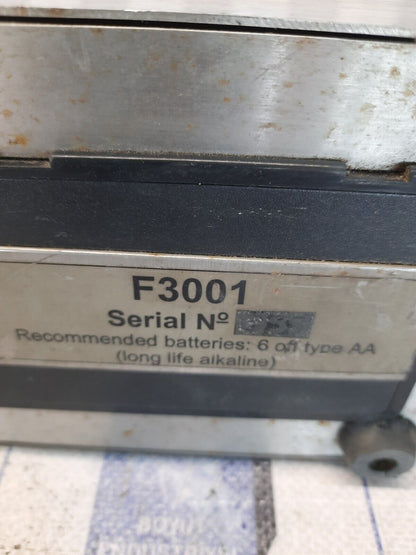 F3001
Serial Nº
Recommended batteries: 6 off type AA
(long life alkaline)